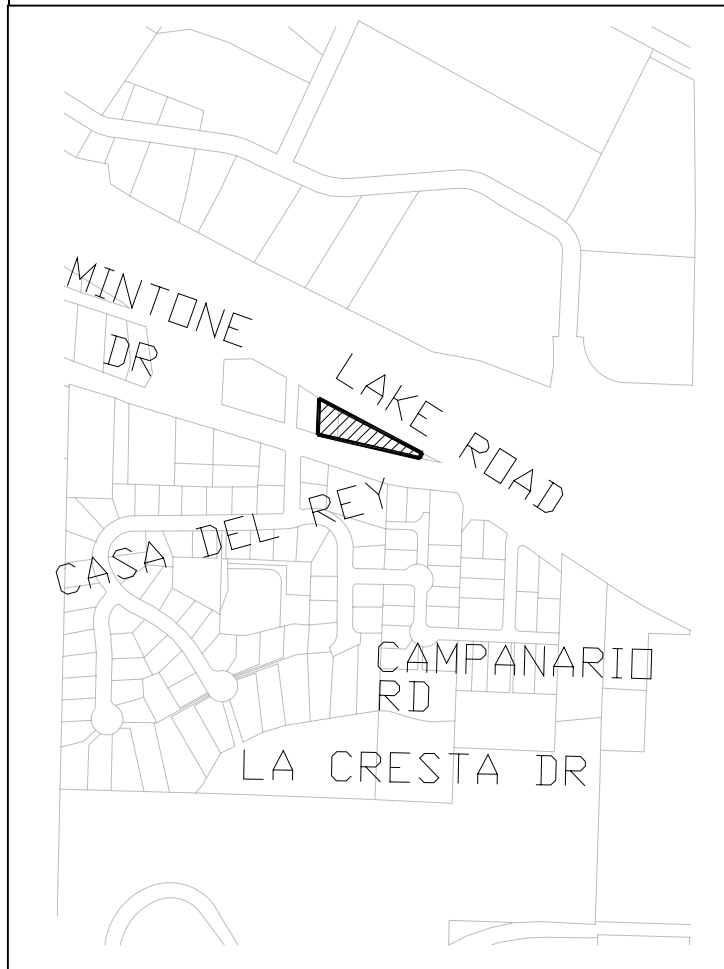 MINTONE
DR
LAKE ROAD
CASA DEL REY
CAMPANARIO
RD
LA CRESTA DR